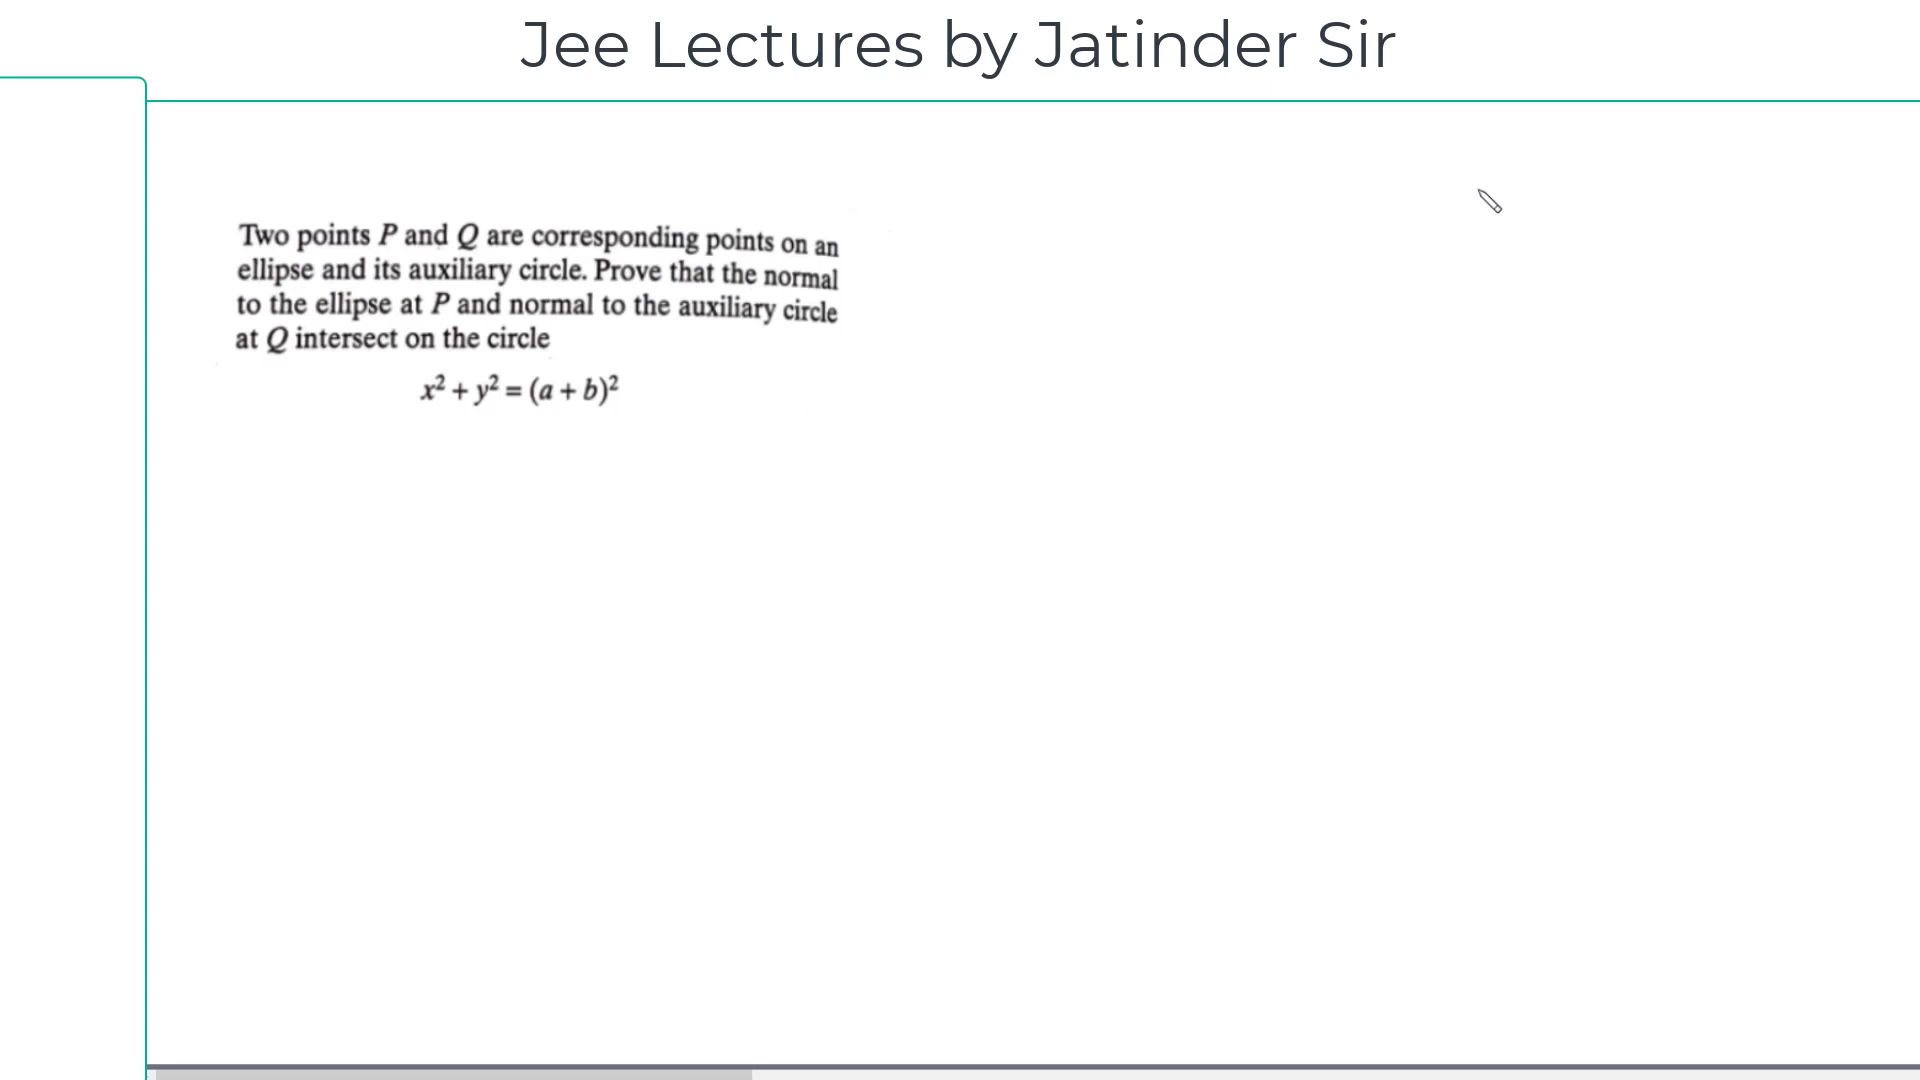 Jee Lectures by Jatinder Sir
Two points P and Q are corresponding points on an
ellipse and its auxiliary circle. Prove that the normal
to the ellipse at P and normal to the auxiliary circle
at Q intersect on the circle
x² + y² = (a + b)²